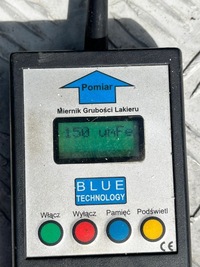 Pomiar
Miernik Grubości Lakieru
150 umFe
BLUE
TECHNOLOGY
Włącz Wyłącz Pamięć Podświetl
CE